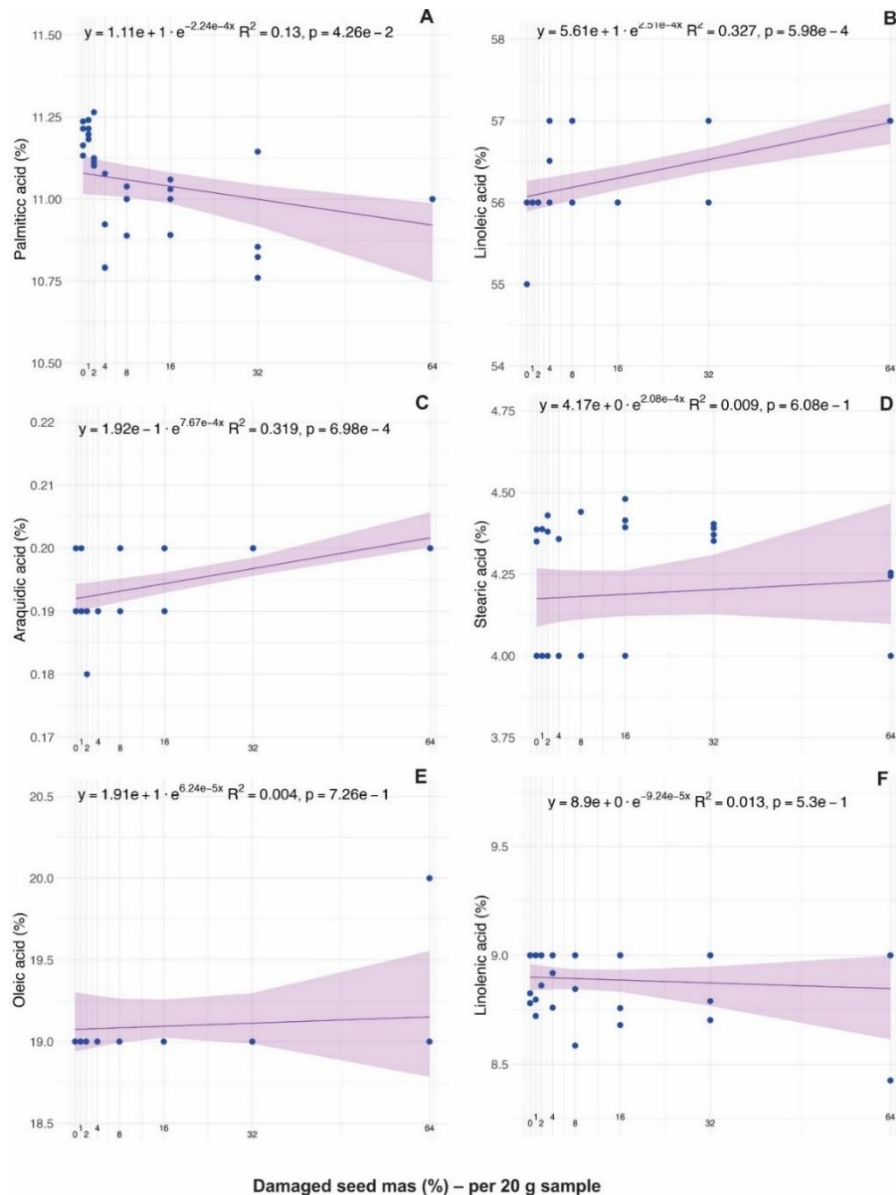 A
y = 1.11e + 1 · e^−2.24e−4x R² = 0.13, p = 4.26e − 2
11.50
11.25
11.00
10.75
10.50
Palmiticc acid (%)
0 1 2 4 8 16 32 64
B
y = 5.61e + 1 · e^2.51e−4x R² = 0.327, p = 5.98e − 4
58
57
56
55
54
Linoleic acid (%)
0 1 2 4 8 16 32 64
C
y = 1.92e − 1 · e^7.67e−4x R² = 0.319, p = 6.98e − 4
0.22
0.21
0.20
0.19
0.18
0.17
Araquidic acid (%)
0 1 2 4 8 16 32 64
D
y = 4.17e + 0 · e^2.08e−4x R² = 0.009, p = 6.08e − 1
4.75
4.50
4.25
4.00
3.75
Stearic acid (%)
0 1 2 4 8 16 32 64
E
y = 1.91e + 1 · e^6.24e−5x R² = 0.004, p = 7.26e − 1
20.5
20.0
19.5
19.0
18.5
Oleic acid (%)
0 1 2 4 8 16 32 64
F
y = 8.9e + 0 · e^−9.24e−5x R² = 0.013, p = 5.3e − 1
9.5
9.0
8.5
Linolenic acid (%)
0 1 2 4 8 16 32 64
Damaged seed mas (%) – per 20 g sample